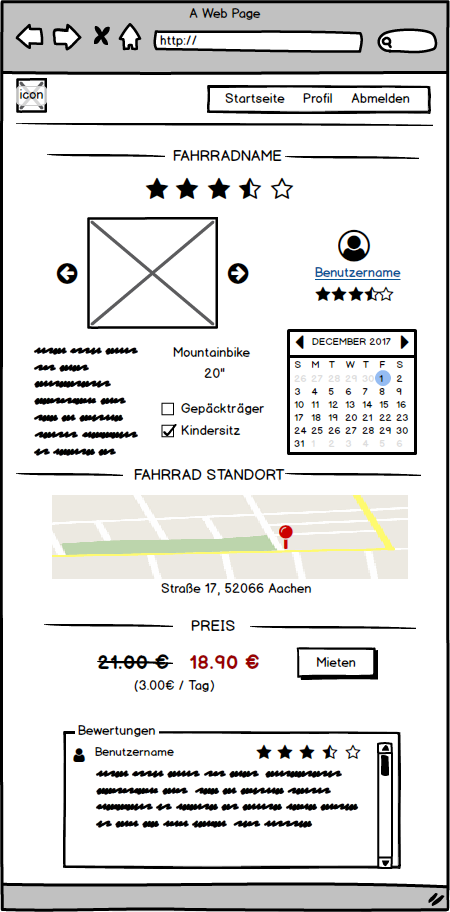 A Web Page
http://
icon
Startseite Profil Abmelden
FAHRRADNAME
Benutzername
Mountainbike
20"
Gepäckträger
Kindersitz
DECEMBER 2017
S M T W T F S
26 27 28 29 30 1 2
3 4 5 6 7 8 9
10 11 12 13 14 15 16
17 18 19 20 21 22 23
24 25 26 27 28 29 30
31 1 2 3 4 5 6
FAHRRAD STANDORT
Straße 17, 52066 Aachen
PREIS
21.00 € 18.90 €
(3.00€ / Tag)
Mieten
Bewertungen
Benutzername